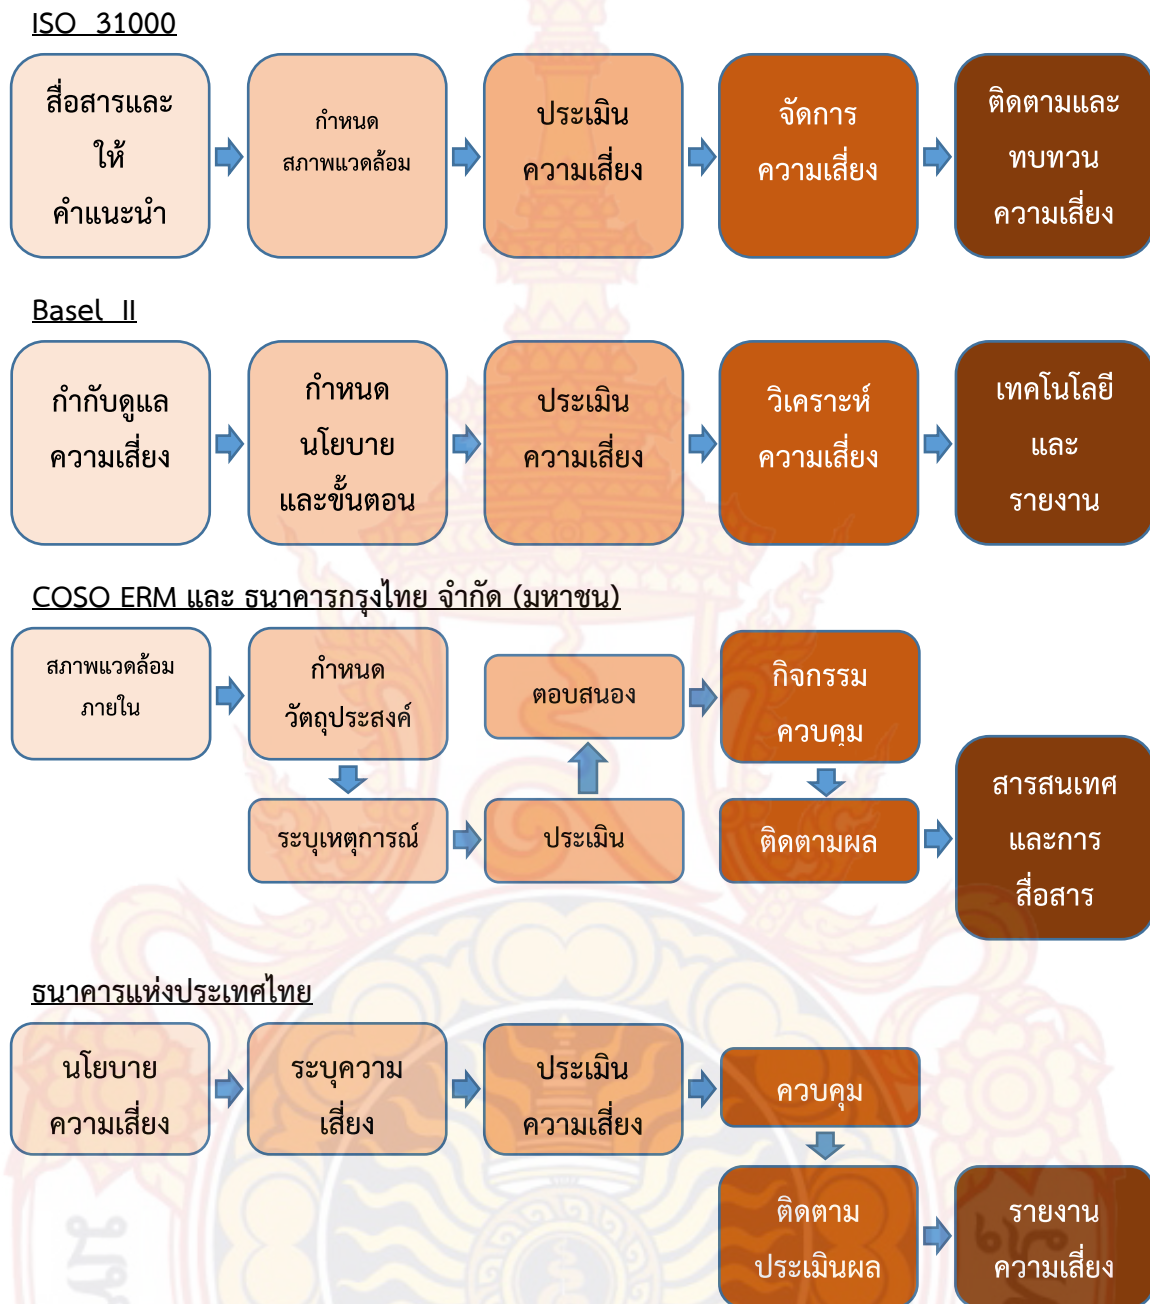 ISO 31000
สื่อสารและ
ให้
คำแนะนำ
กำหนด
สภาพแวดล้อม
ประเมิน
ความเสี่ยง
จัดการ
ความเสี่ยง
ติดตามและ
ทบทวน
ความเสี่ยง
Basel II
กำกับดูแล
ความเสี่ยง
กำหนด
นโยบาย
และขั้นตอน
ประเมิน
ความเสี่ยง
วิเคราะห์
ความเสี่ยง
เทคโนโลยี
และ
รายงาน
COSO ERM และ ธนาคารกรุงไทย จำกัด (มหาชน)
สภาพแวดล้อม
ภายใน
กำหนด
วัตถุประสงค์
ระบุเหตุการณ์
ประเมิน
ตอบสนอง
กิจกรรม
ควบคุม
ติดตามผล
สารสนเทศ
และการ
สื่อสาร
ธนาคารแห่งประเทศไทย
นโยบาย
ความเสี่ยง
ระบุความ
เสี่ยง
ประเมิน
ความเสี่ยง
ควบคุม
ติดตาม
ประเมินผล
รายงาน
ความเสี่ยง